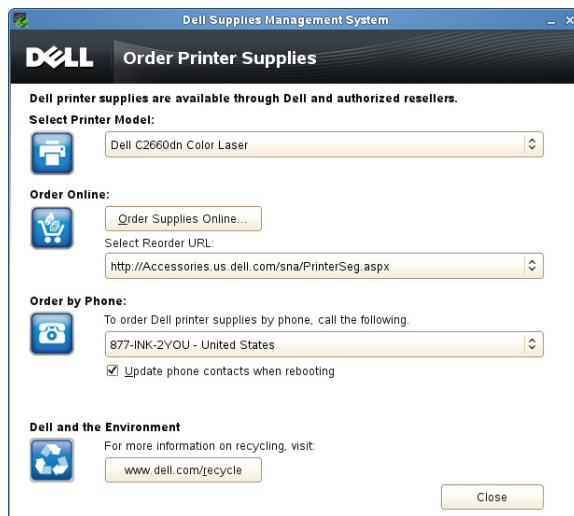 Dell Supplies Management System
DELL Order Printer Supplies
Dell printer supplies are available through Dell and authorized resellers.
Select Printer Model:
Dell C2660dn Color Laser
Order Online:
Order Supplies Online...
Select Reorder URL:
http://Accessories.us.dell.com/sna/PrinterSeg.aspx
Order by Phone:
To order Dell printer supplies by phone, call the following.
877-INK-2YOU - United States
Update phone contacts when rebooting
Dell and the Environment
For more information on recycling, visit:
www.dell.com/recycle
Close